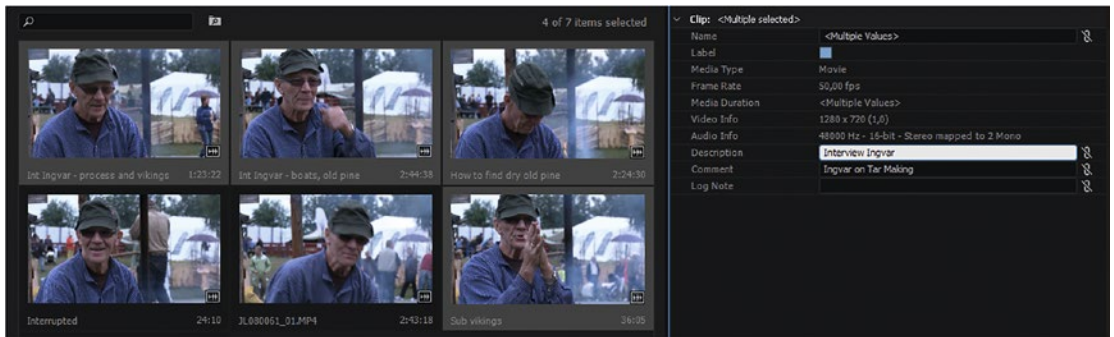 4 of 7 items selected
Int Ingvar - process and vikings 1:23:22
Int Ingvar - boats, old pine 2:44:38
How to find dry old pine 2:24:30
Interrupted 24:10
JL080061_01.MP4 2:43:18
Sub vikings 36:05
Clip: <Multiple selected>
Name <Multiple Values>
Label
Media Type Movie
Frame Rate 50,00 fps
Media Duration <Multiple Values>
Video Info 1280 x 720 (1,0)
Audio Info 48000 Hz - 16-bit - Stereo mapped to 2 Mono
Description Interview Ingvar
Comment Ingvar on Tar Making
Log Note